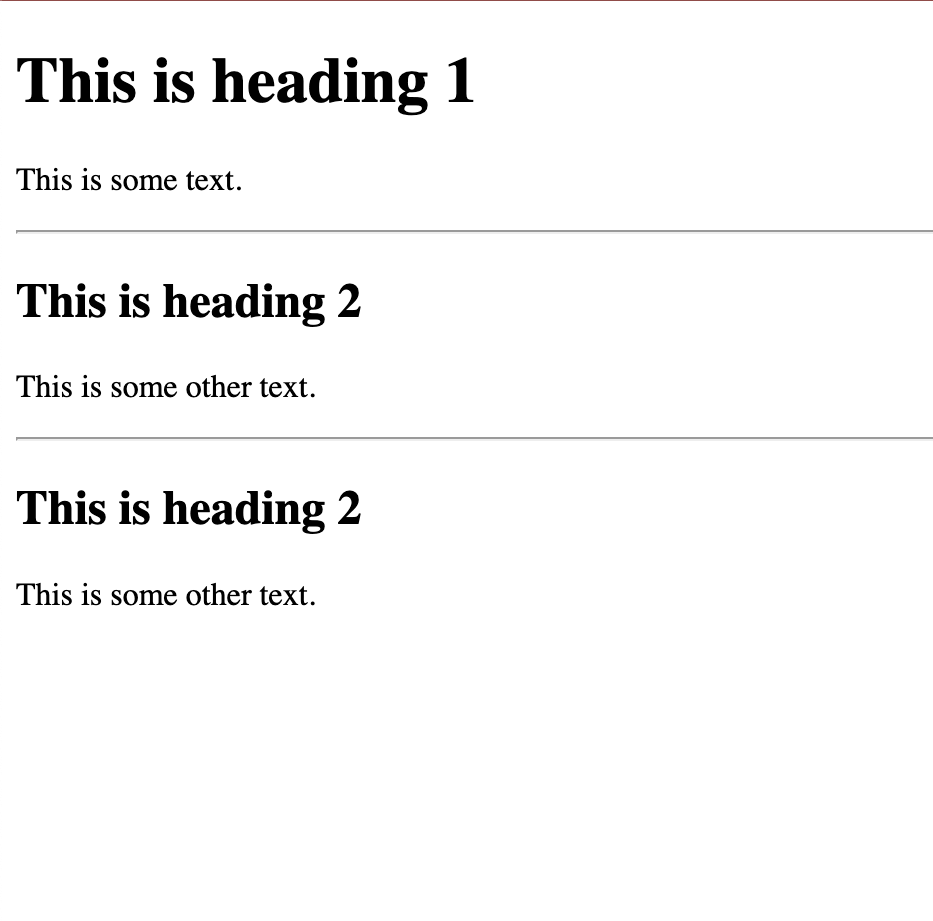 This is heading 1
This is some text.
This is heading 2
This is some other text.
This is heading 2
This is some other text.